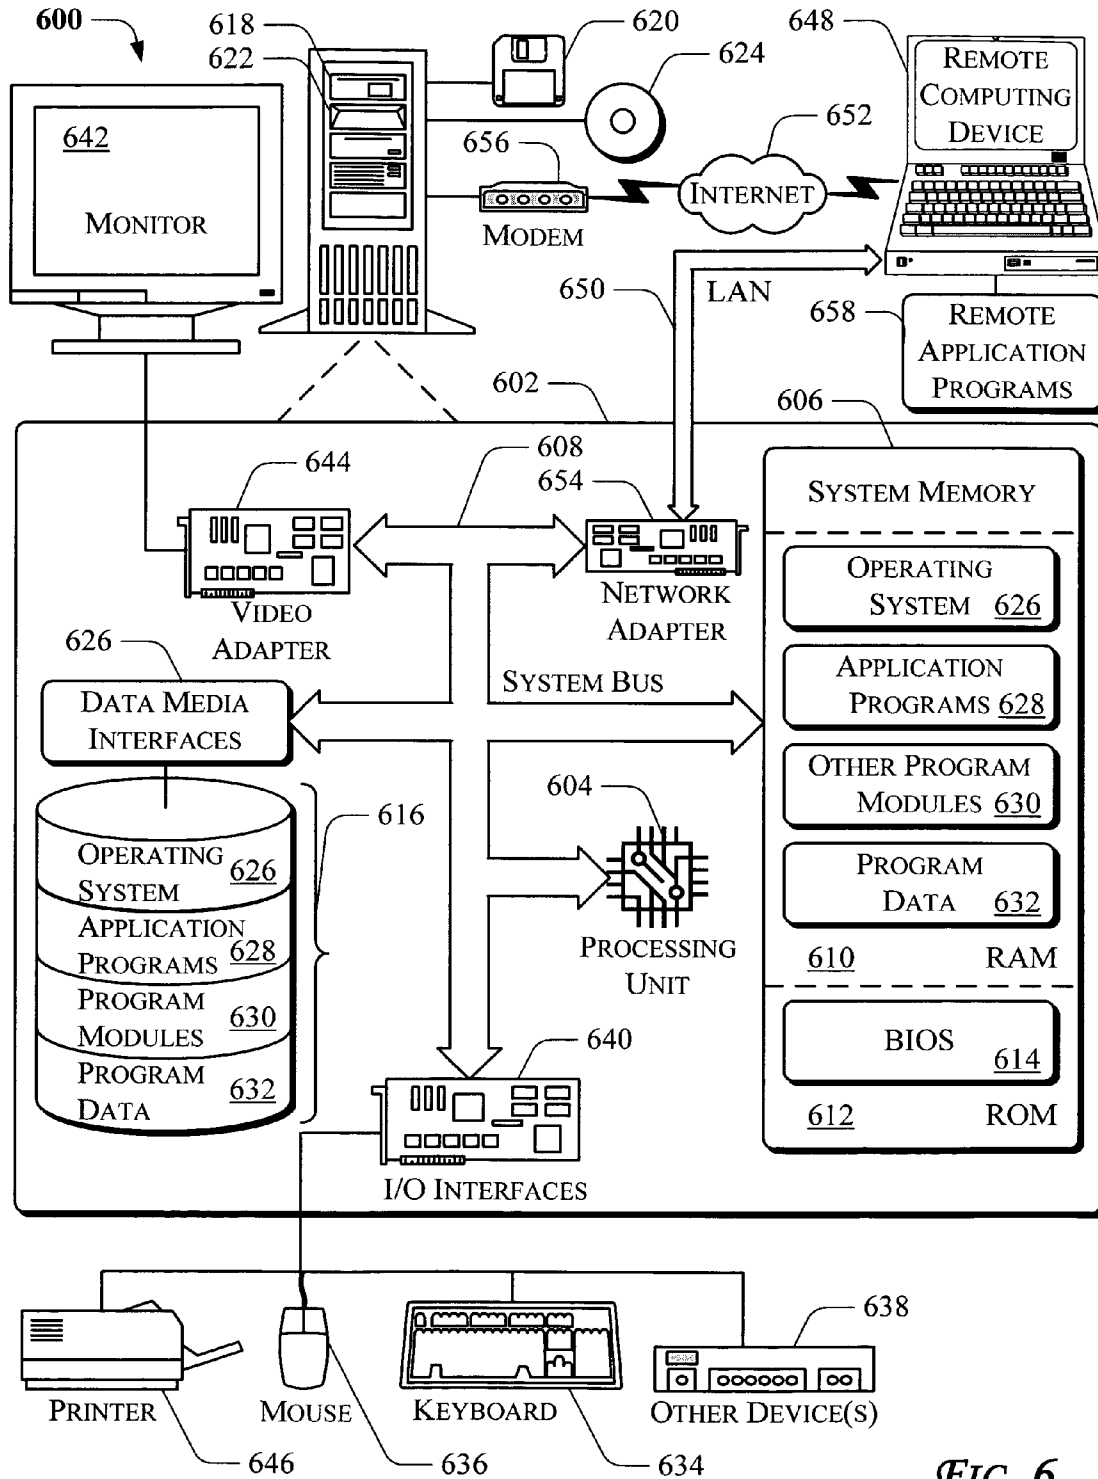 600
618
622
620
624
648
642
MONITOR
656
MODEM
652
INTERNET
REMOTE
COMPUTING
DEVICE
650
LAN
658
REMOTE
APPLICATION
PROGRAMS
602
606
608
644
654
VIDEO
ADAPTER
NETWORK
ADAPTER
SYSTEM MEMORY
OPERATING
SYSTEM 626
APPLICATION
PROGRAMS 628
OTHER PROGRAM
MODULES 630
PROGRAM
DATA 632
610 RAM
BIOS
614
612 ROM
626
DATA MEDIA
INTERFACES
SYSTEM BUS
604
PROCESSING
UNIT
616
OPERATING
SYSTEM 626
APPLICATION
PROGRAMS 628
PROGRAM
MODULES 630
PROGRAM
DATA 632
640
I/O INTERFACES
638
PRINTER
MOUSE
KEYBOARD
OTHER DEVICE(S)
646
636
634
FIG. 6